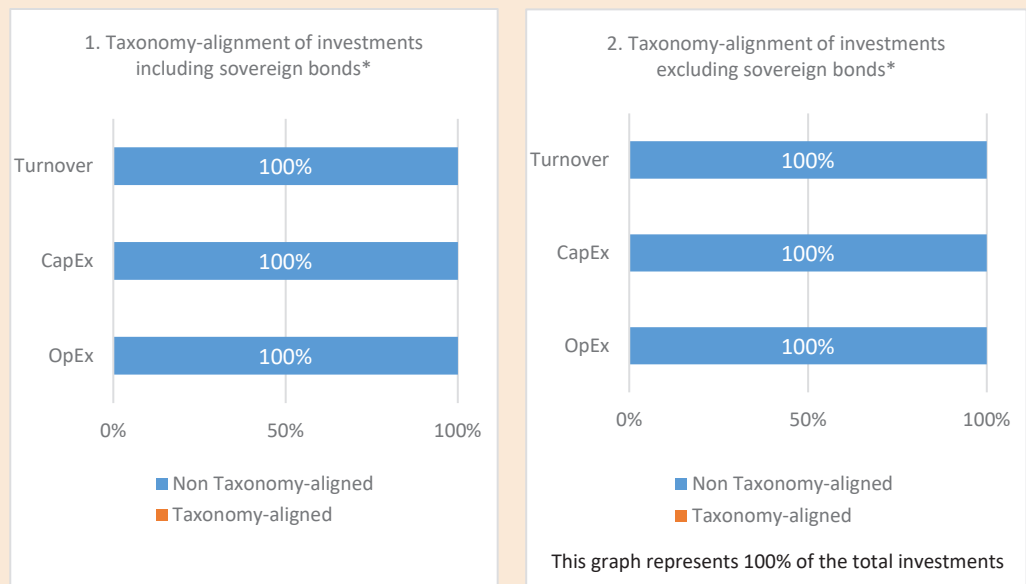 1. Taxonomy-alignment of investments
including sovereign bonds*
Turnover
100%
CapEx
100%
OpEx
100%
0%
50%
100%
Non Taxonomy-aligned
Taxonomy-aligned
2. Taxonomy-alignment of investments
excluding sovereign bonds*
Turnover
100%
CapEx
100%
OpEx
100%
0%
50%
100%
Non Taxonomy-aligned
Taxonomy-aligned
This graph represents 100% of the total investments